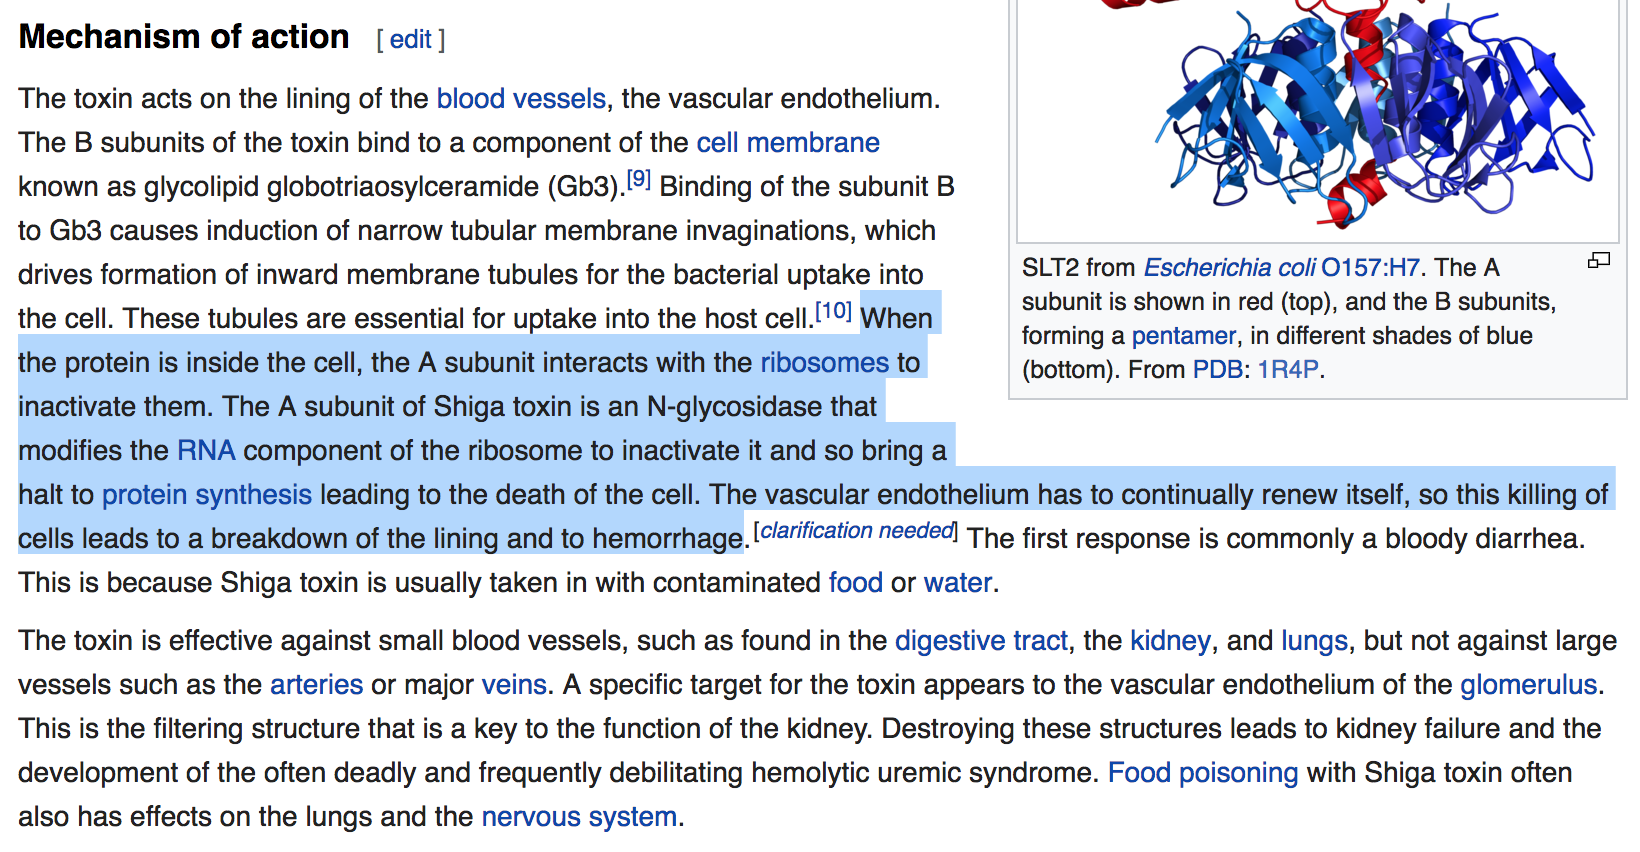 Mechanism of action [ edit ]
The toxin acts on the lining of the blood vessels, the vascular endothelium.
The B subunits of the toxin bind to a component of the cell membrane
known as glycolipid globotriaosylceramide (Gb3).[9] Binding of the subunit B
to Gb3 causes induction of narrow tubular membrane invaginations, which
drives formation of inward membrane tubules for the bacterial uptake into
the cell. These tubules are essential for uptake into the host cell.[10] When
the protein is inside the cell, the A subunit interacts with the ribosomes to
inactivate them. The A subunit of Shiga toxin is an N-glycosidase that
modifies the RNA component of the ribosome to inactivate it and so bring a
halt to protein synthesis leading to the death of the cell. The vascular endothelium has to continually renew itself, so this killing of
cells leads to a breakdown of the lining and to hemorrhage.[clarification needed] The first response is commonly a bloody diarrhea.
This is because Shiga toxin is usually taken in with contaminated food or water.
The toxin is effective against small blood vessels, such as found in the digestive tract, the kidney, and lungs, but not against large
vessels such as the arteries or major veins. A specific target for the toxin appears to the vascular endothelium of the glomerulus.
This is the filtering structure that is a key to the function of the kidney. Destroying these structures leads to kidney failure and the
development of the often deadly and frequently debilitating hemolytic uremic syndrome. Food poisoning with Shiga toxin often
also has effects on the lungs and the nervous system.
SLT2 from Escherichia coli O157:H7. The A
subunit is shown in red (top), and the B subunits,
forming a pentamer, in different shades of blue
(bottom). From PDB: 1R4P.